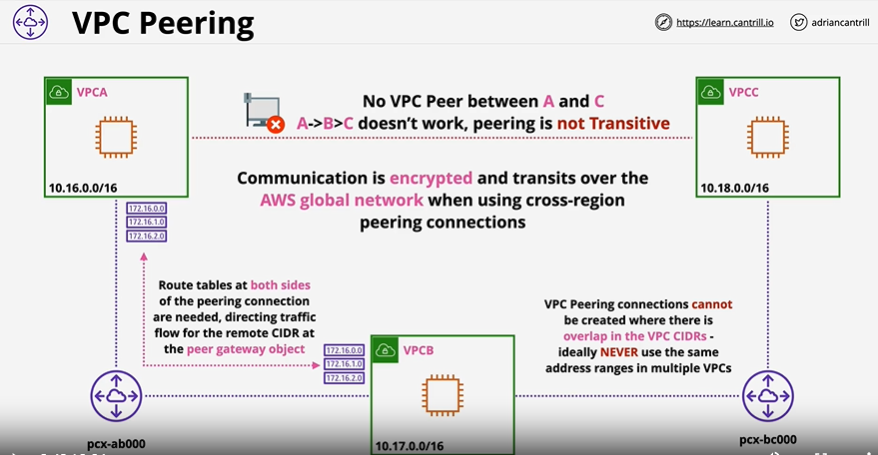 VPC Peering
https://learn.cantrill.io
adriancantrill
VPCA
10.16.0.0/16
No VPC Peer between A and C
A->B>C doesn't work, peering is not Transitive
VPCC
10.18.0.0/16
Communication is encrypted and transits over the
AWS global network when using cross-region
peering connections
172.16.0.0
172.16.1.0
172.16.2.0
Route tables at both sides
of the peering connection
are needed, directing traffic
flow for the remote CIDR at
the peer gateway object
172.16.0.0
172.16.1.0
172.16.2.0
VPCB
10.17.0.0/16
VPC Peering connections cannot
be created where there is
overlap in the VPC CIDRs -
ideally NEVER use the same
address ranges in multiple VPCs
pcx-ab000
pcx-bc000